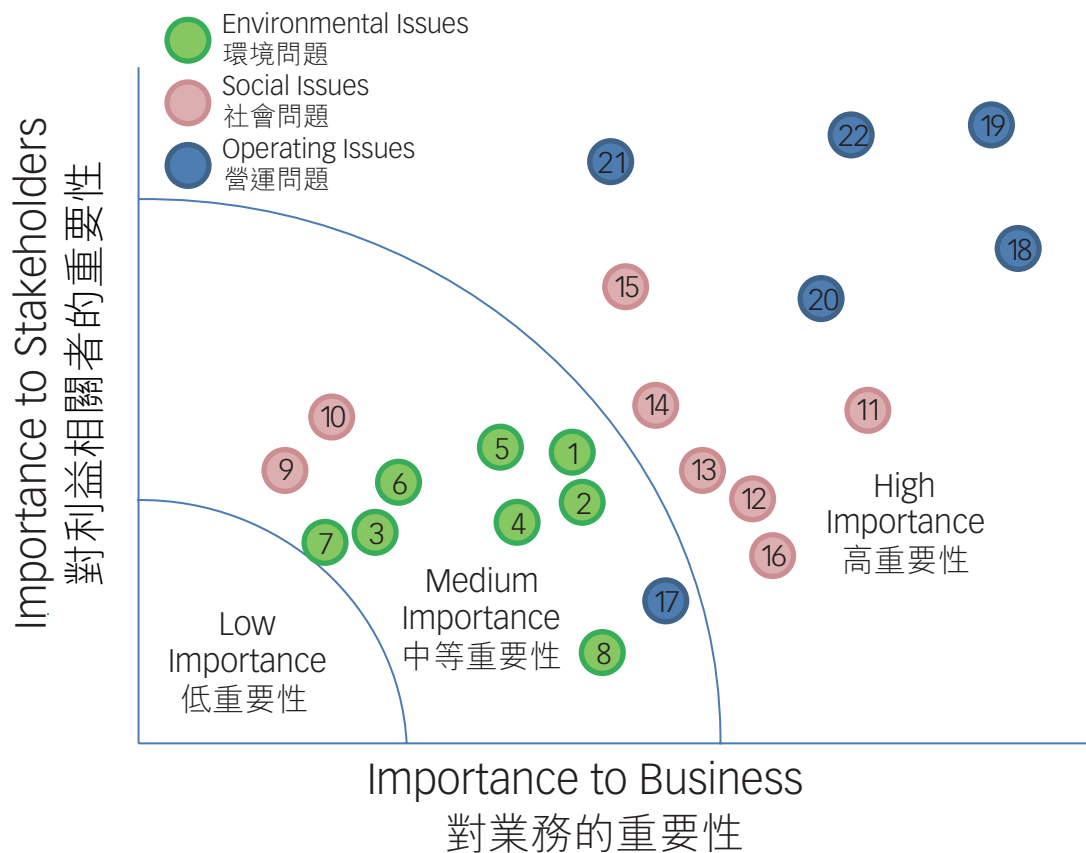 Environmental Issues
環境問題
Social Issues
社會問題
Operating Issues
營運問題
Importance to Stakeholders
對利益相關者的重要性
19
22
21
18
15
20
14
11
10
5
1
9
13
6
12
2
4
3
7
16
High
Importance
高重要性
Medium
Importance
中等重要性
17
8
Low
Importance
低重要性
Importance to Business
對業務的重要性